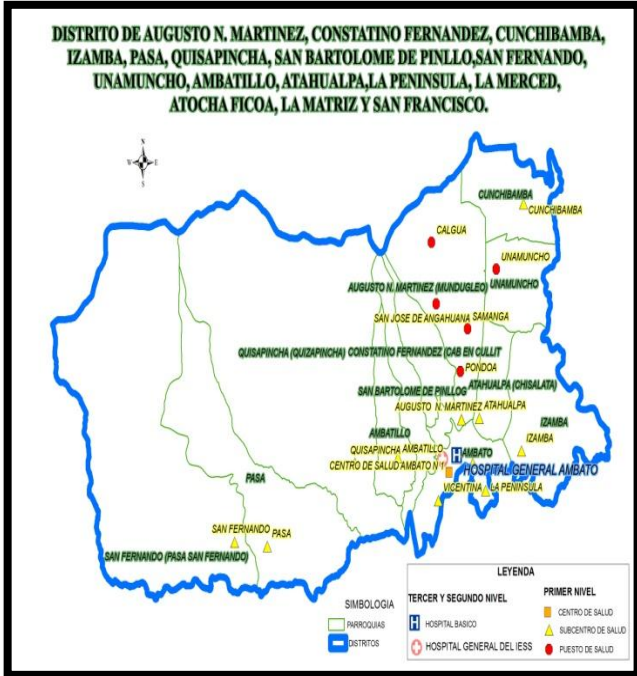 DISTRITO DE AUGUSTO N. MARTINEZ, CONSTATINO FERNANDEZ, CUNCHIBAMBA,
IZAMBA, PASA, QUISAPINCHA, SAN BARTOLOME DE PINLLO,SAN FERNANDO,
UNAMUNCHO, AMBATILLO, ATAHUALPA,LA PENINSULA, LA MERCED,
ATOCHA FICOA, LA MATRIZ Y SAN FRANCISCO.
N
W E
S
CUNCHIBAMBA
CUNCHIBAMBA
CALGUA
UNAMUNCHO
UNAMUNCHO
AUGUSTO N. MARTINEZ (MUNDUGLEO)
SAN JOSE DE ANGAHUANA
SAMANGA
QUISAPINCHA (QUIZAPINCHA)
CONSTATINO FERNANDEZ (CAB EN CULLIT
PONDOA
ATAHUALPA (CHISALATA)
SAN BARTOLOME DE PINLLOG
AUGUSTO N. MARTINEZ
ATAHUALPA
IZAMBA
IZAMBA
AMBATILLO
QUISAPINCHA
AMBATILLO
H
AMBATO
CENTRO DE SALUD AMBATO N°1
HOSPITAL GENERAL AMBATO
PASA
VICENTINA
LA PENINSULA
SAN FERNANDO
PASA
SAN FERNANDO (PASA SAN FERNANDO)
SIMBOLOGIA
PARROQUIAS
DISTRITOS
LEYENDA
TERCER Y SEGUNDO NIVEL
H HOSPITAL BASICO
HOSPITAL GENERAL DEL IESS
PRIMER NIVEL
CENTRO DE SALUD
SUBCENTRO DE SALUD
PUESTO DE SALUD